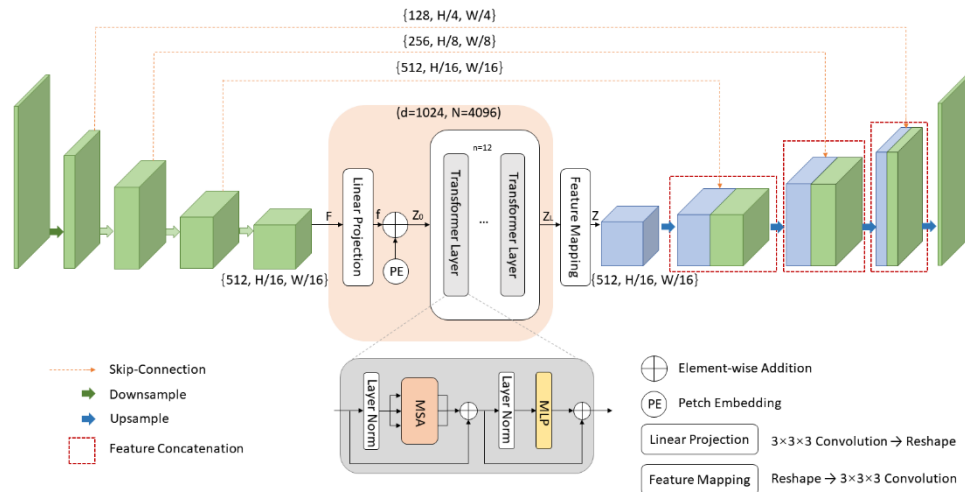 {128, H/4, W/4}
{256, H/8, W/8}
{512, H/16, W/16}
(d=1024, N=4096)
n=12
F
Linear Projection
f
PE
Z₀
Transformer Layer
...
Transformer Layer
Z_L
Feature Mapping
Z
{512, H/16, W/16}
{512, H/16, W/16}
Layer Norm
MSA
Layer Norm
MLP
Skip-Connection
Downsample
Upsample
Feature Concatenation
Element-wise Addition
PE Petch Embedding
Linear Projection 3×3×3 Convolution → Reshape
Feature Mapping Reshape → 3×3×3 Convolution